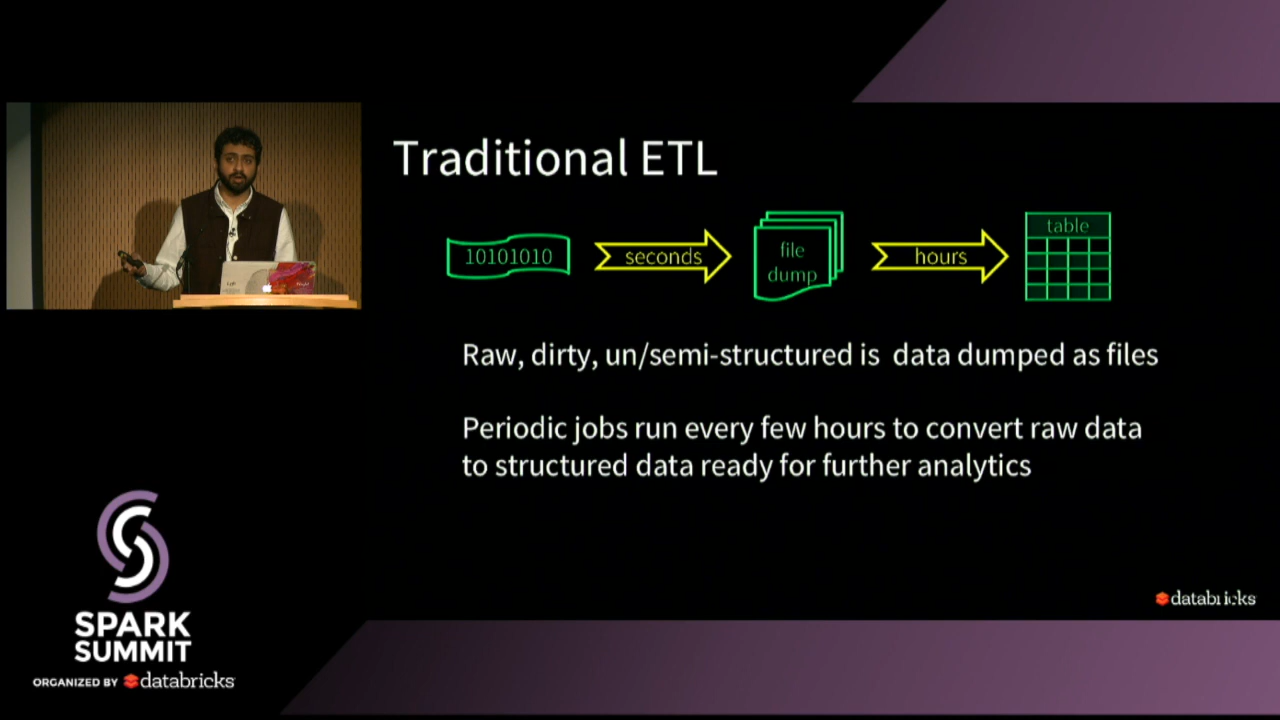 Traditional ETL
10101010
seconds
file
dump
hours
table
Raw, dirty, un/semi-structured is  data dumped as files
Periodic jobs run every few hours to convert raw data
to structured data ready for further analytics
databricks
SPARK
SUMMIT
ORGANIZED BY databricks